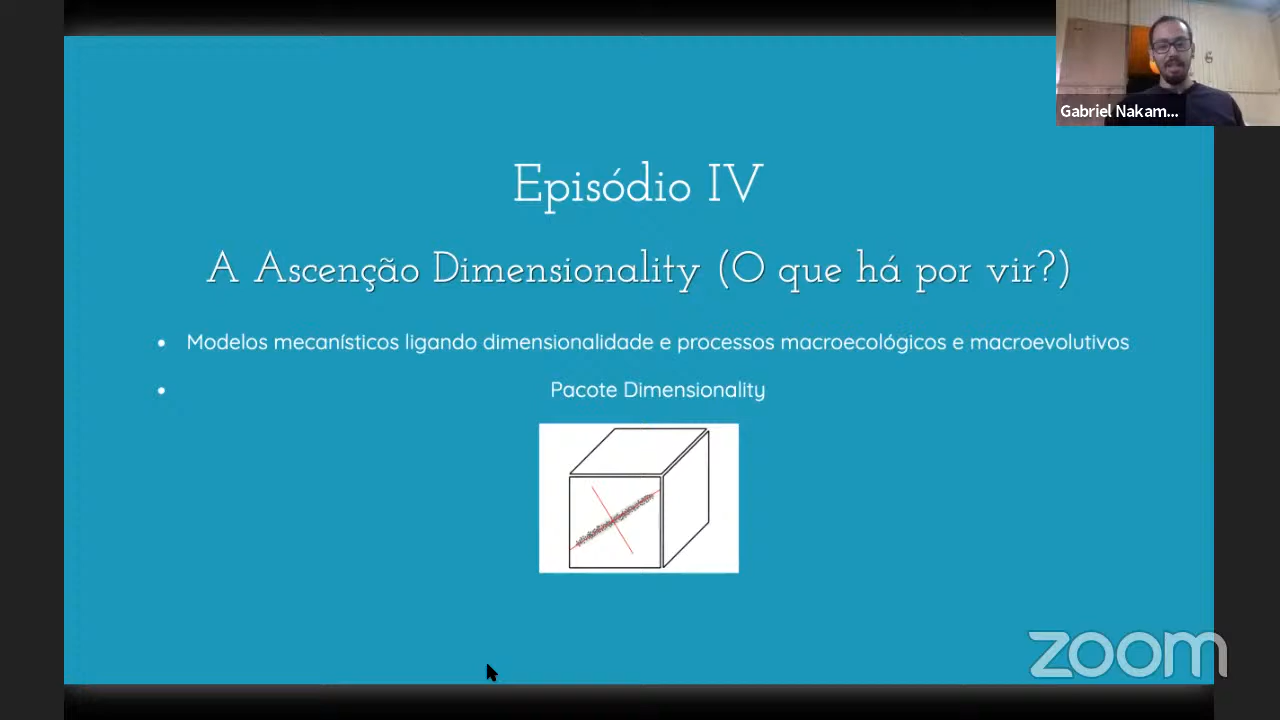 Gabriel Nakam...
Episódio IV
A Ascenção Dimensionality (O que há por vir?)
• Modelos mecanísticos ligando dimensionalidade e processos macroecológicos e macroevolutivos
• Pacote Dimensionality
zoom